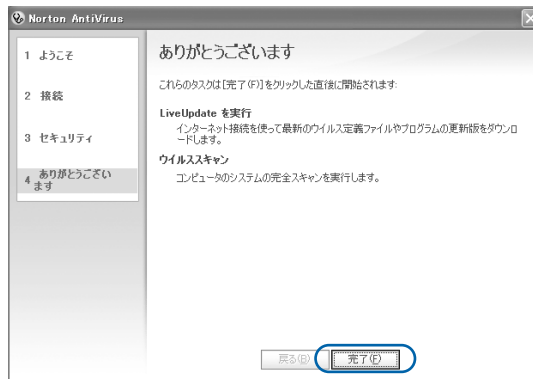 Norton AntiVirus
1 ようこそ
2 接続
3 セキュリティ
4 ありがとうござい
ます
ありがとうございます
これらのタスクは[完了(F)]をクリックした直後に開始されます:
LiveUpdate を実行
インターネット接続を使って最新のウイルス定義ファイルやプログラムの更新版をダウンロ
ードします。
ウイルススキャン
コンピュータのシステムの完全スキャンを実行します。
戻る(B)
完了(F)